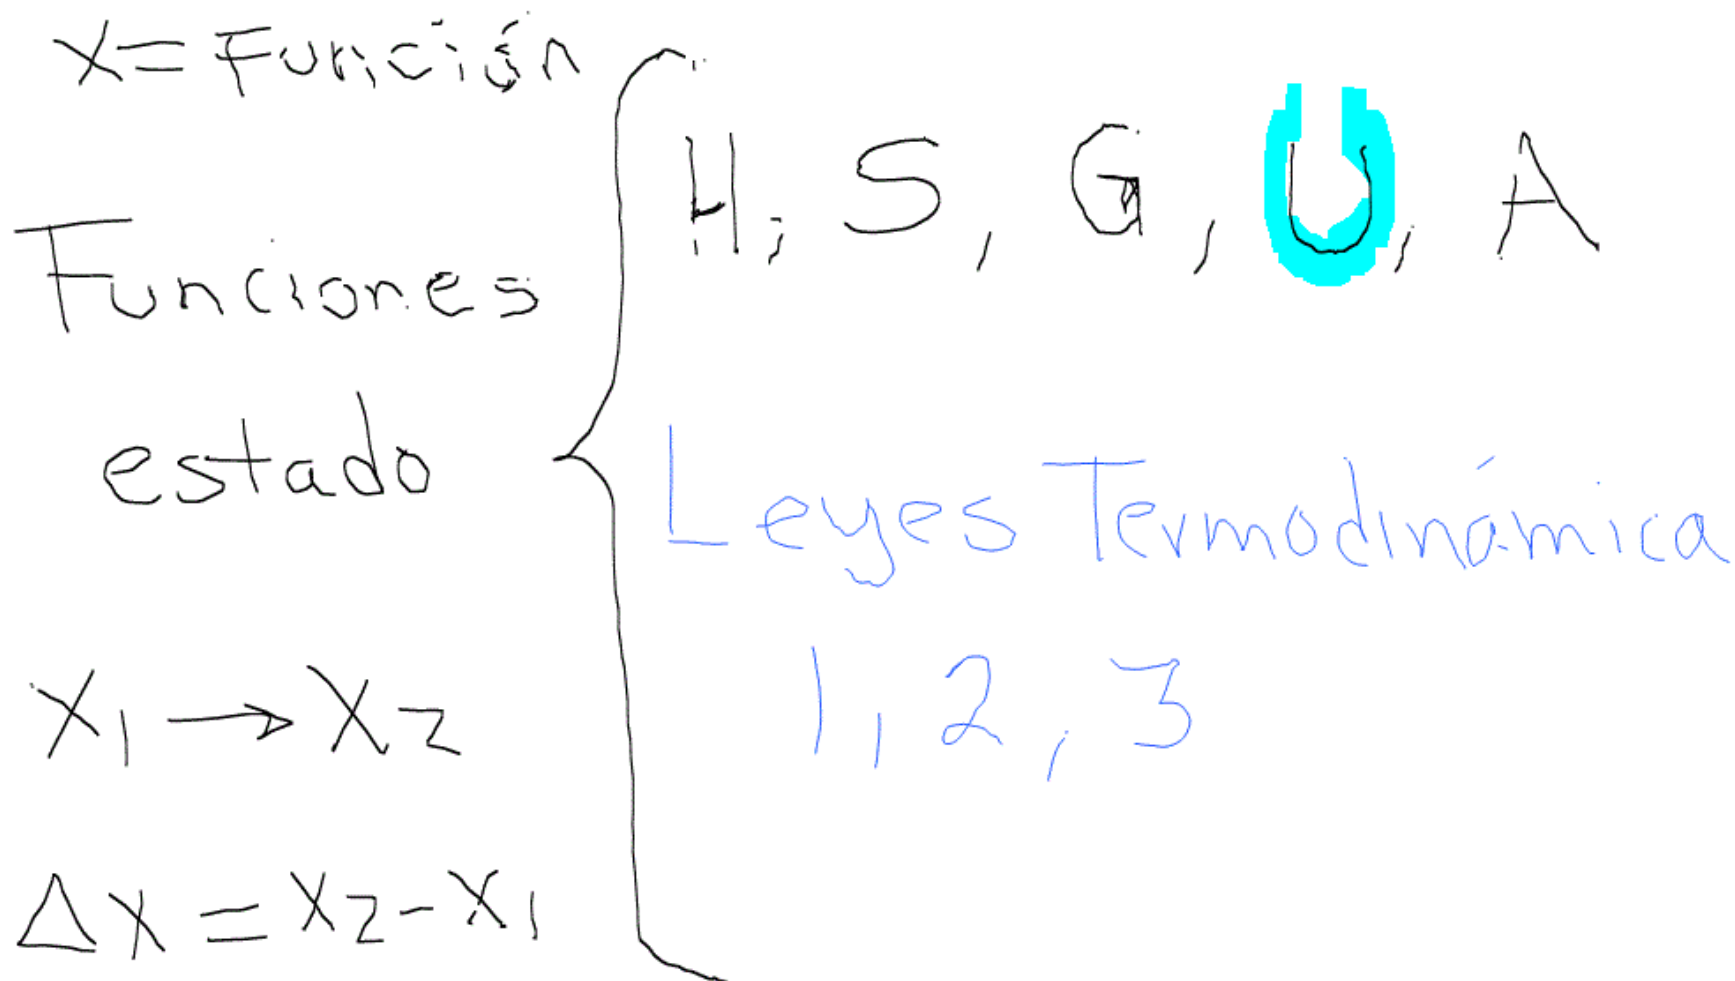 X = Función
Funciones
estado
X1 → X2
ΔX = X2 - X1
H, S, G, U, A
Leyes Termodinámica
1, 2, 3